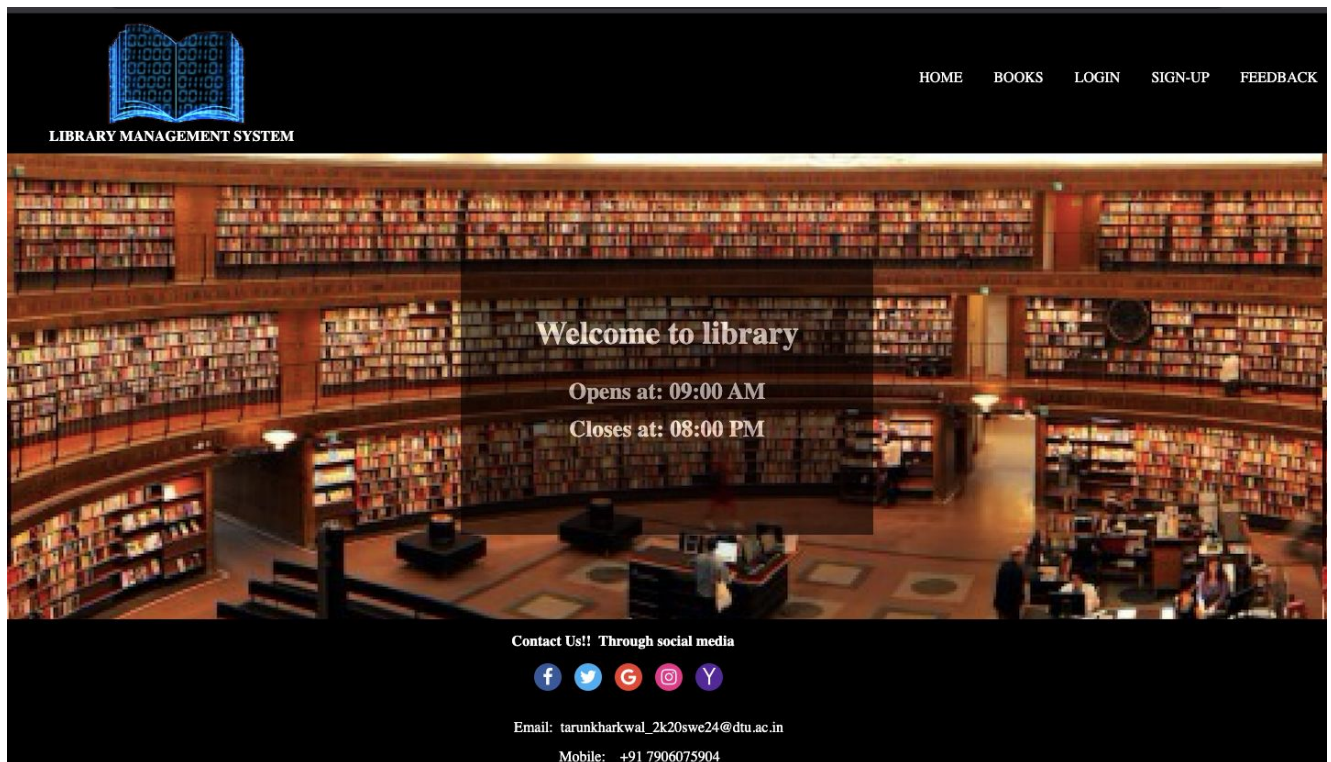 LIBRARY MANAGEMENT SYSTEM
HOME BOOKS LOGIN SIGN-UP FEEDBACK
Welcome to library
Opens at: 09:00 AM
Closes at: 08:00 PM
Contact Us!! Through social media
Email: tarunkharkwal_2k20swe24@dtu.ac.in
Mobile: +91 7906075904